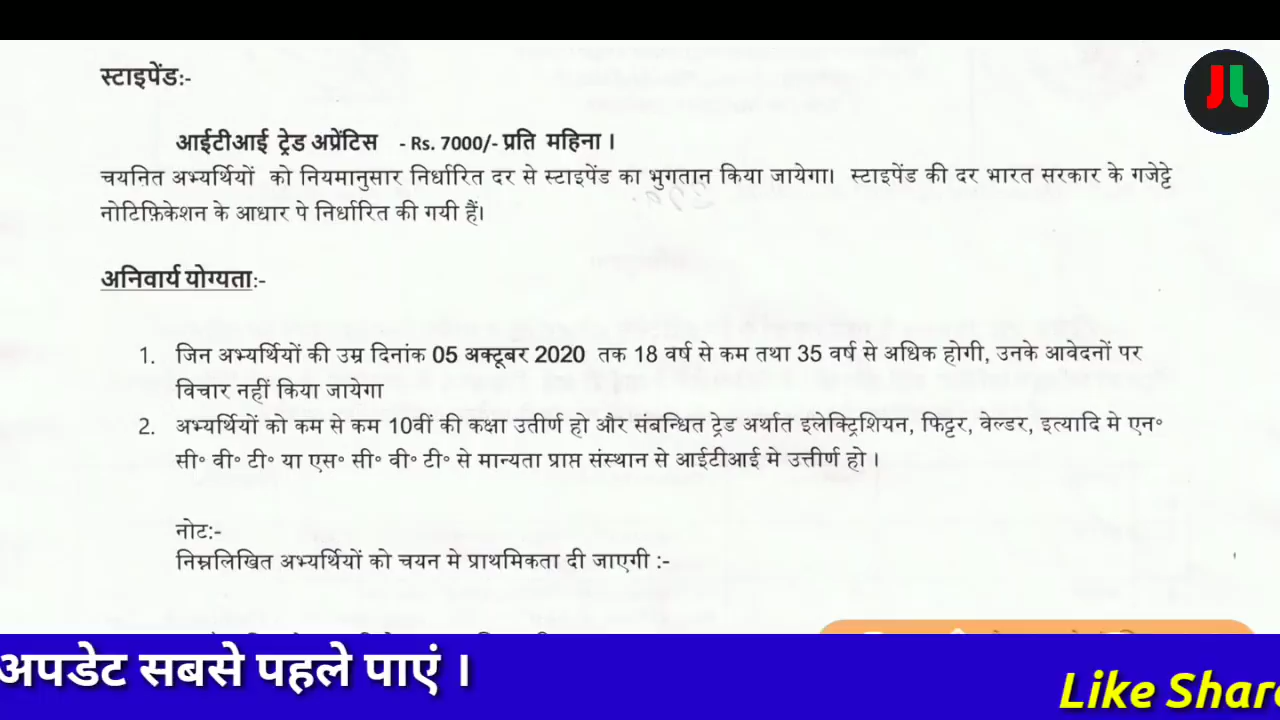 स्टाइपेंड:-
आईटीआई ट्रेड अप्रेंटिस - Rs. 7000/- प्रति महिना ।
चयनित अभ्यर्थियों को नियमानुसार निर्धारित दर से स्टाइपेंड का भुगतान किया जायेगा। स्टाइपेंड की दर भारत सरकार के गजेट्टे
नोटिफ़िकेशन के आधार पे निर्धारित की गयी हैं।
अनिवार्य योग्यता:-
1. जिन अभ्यर्थियों की उम्र दिनांक 05 अक्टूबर 2020 तक 18 वर्ष से कम तथा 35 वर्ष से अधिक होगी, उनके आवेदनों पर
विचार नहीं किया जायेगा
2. अभ्यर्थियों को कम से कम 10वीं की कक्षा उतीर्ण हो और संबन्धित ट्रेड अर्थात इलेक्ट्रिशियन, फिट्टर, वेल्डर, इत्यादि मे एन॰
सी॰ वी॰ टी॰ या एस॰ सी॰ वी॰ टी॰ से मान्यता प्राप्त संस्थान से आईटीआई मे उत्तीर्ण हो ।
नोट:-
निम्नलिखित अभ्यर्थियों को चयन मे प्राथमिकता दी जाएगी :-
अपडेट सबसे पहले पाएं ।
Like Share